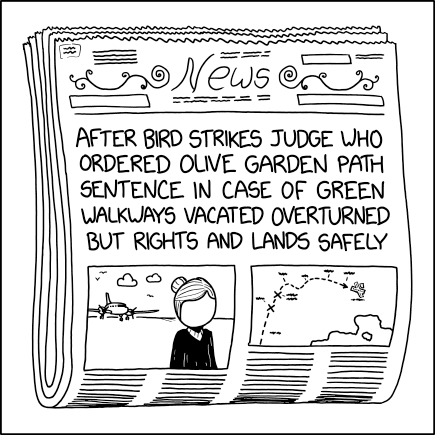 News
AFTER BIRD STRIKES JUDGE WHO
ORDERED OLIVE GARDEN PATH
SENTENCE IN CASE OF GREEN
WALKWAYS VACATED OVERTURNED
BUT RIGHTS AND LANDS SAFELY